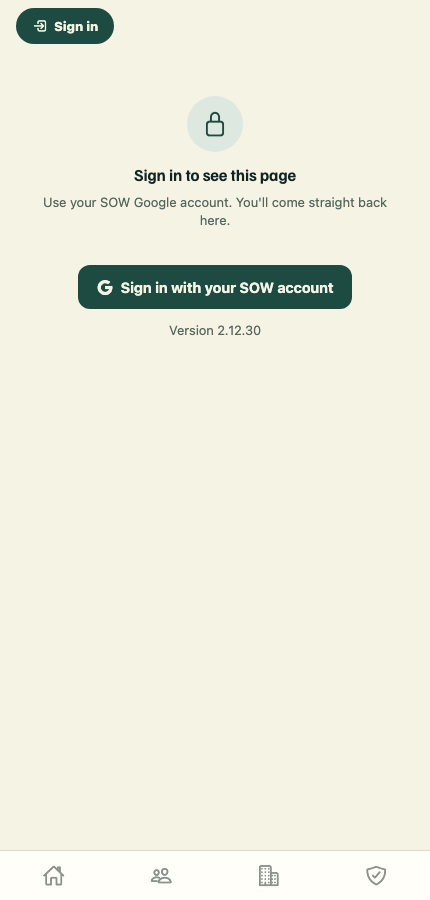 Sign in
Sign in to see this page
Use your SOW Google account. You'll come straight back
here.
Sign in with your SOW account
Version 2.12.30